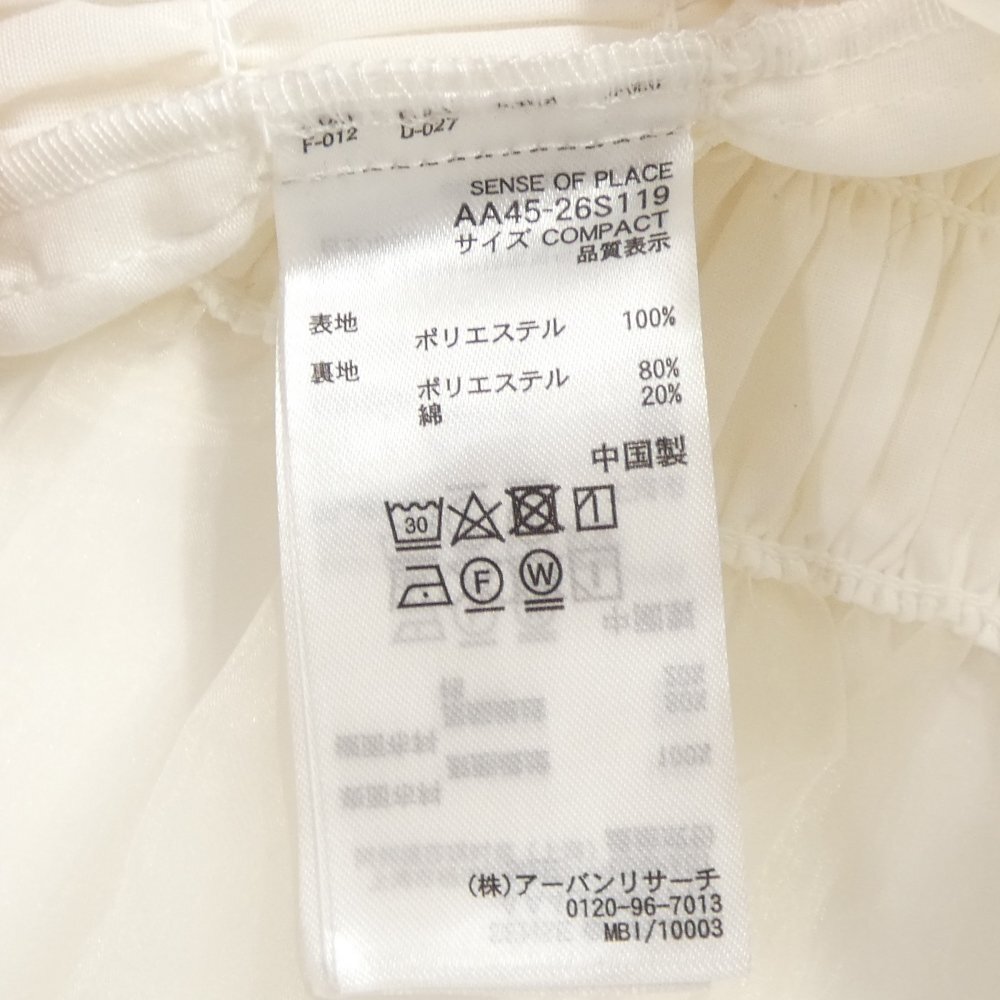 F-012 D-027
SENSE OF PLACE
AA45-26S119
サイズ COMPACT
品質表示
表地 ポリエステル 100%
裏地 ポリエステル 80%
綿 20%
中国製
30
F W
(株)アーバンリサーチ
0120-96-7013
MBI/10003